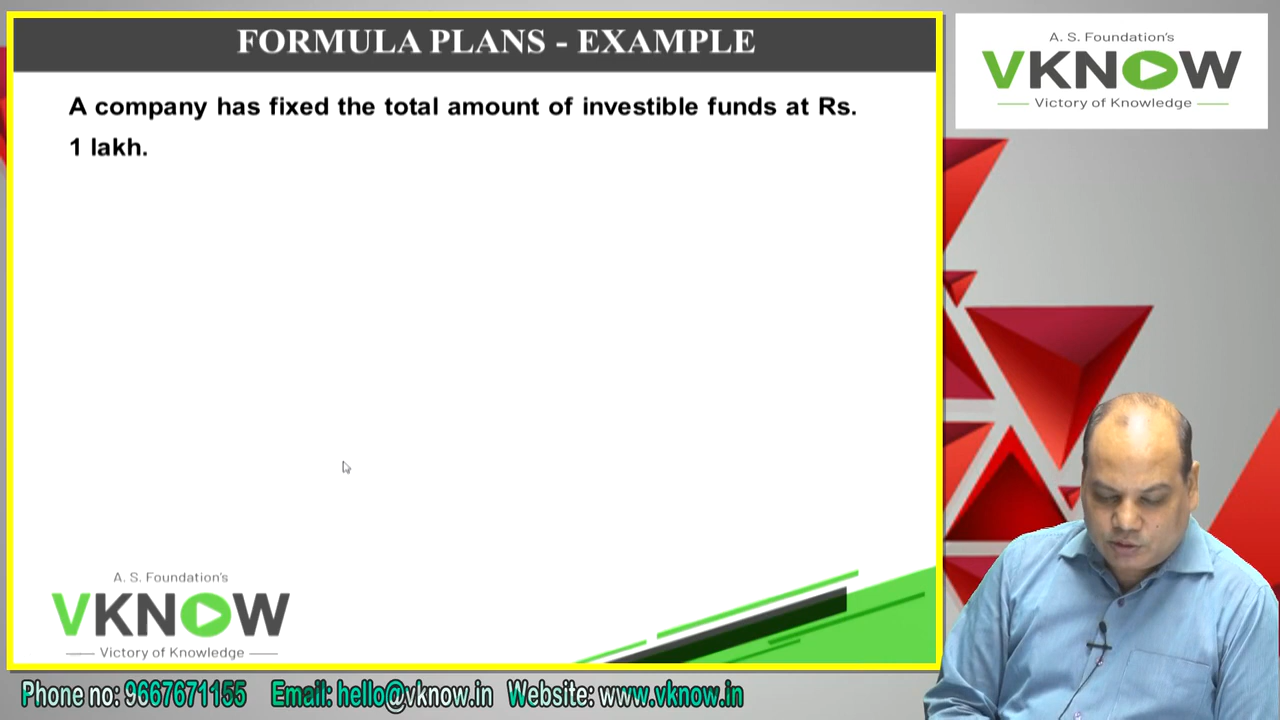 FORMULA PLANS - EXAMPLE
A company has fixed the total amount of investible funds at Rs.
1 lakh.
A. S. Foundation's
VKNOW
Victory of Knowledge
A. S. Foundation's
VKNOW
Victory of Knowledge
Phone no: 9667671155 Email: hello@vknow.in Website: www.vknow.in